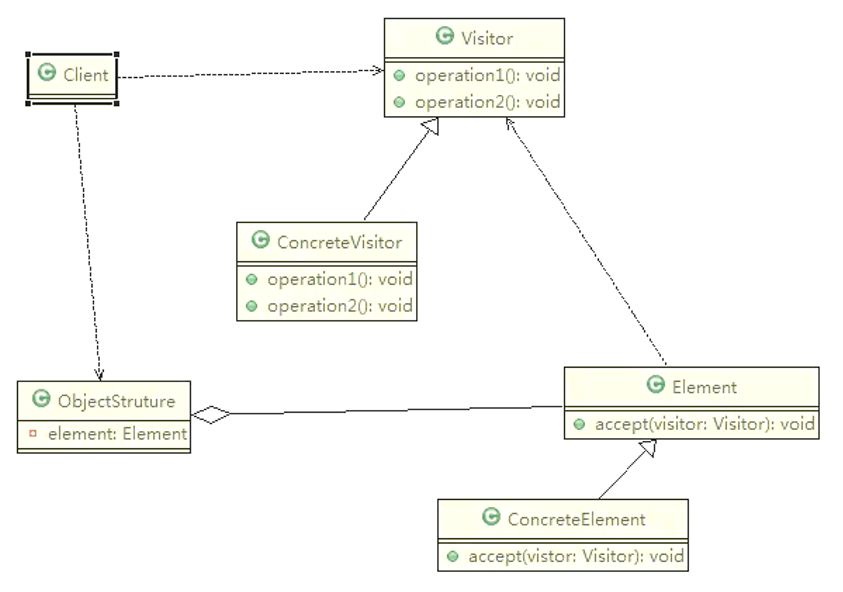 Visitor
operation1(): void
operation2(): void
Client
ConcreteVisitor
operation1(): void
operation2(): void
ObjectStruture
element: Element
Element
accept(visitor: Visitor): void
ConcreteElement
accept(vistor: Visitor): void